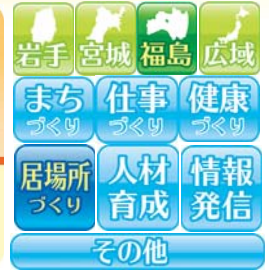 岩手 宮城 福島 広域
まち 仕事 健康
づくり づくり づくり
居場所 人材 情報
づくり 育成 発信
その他